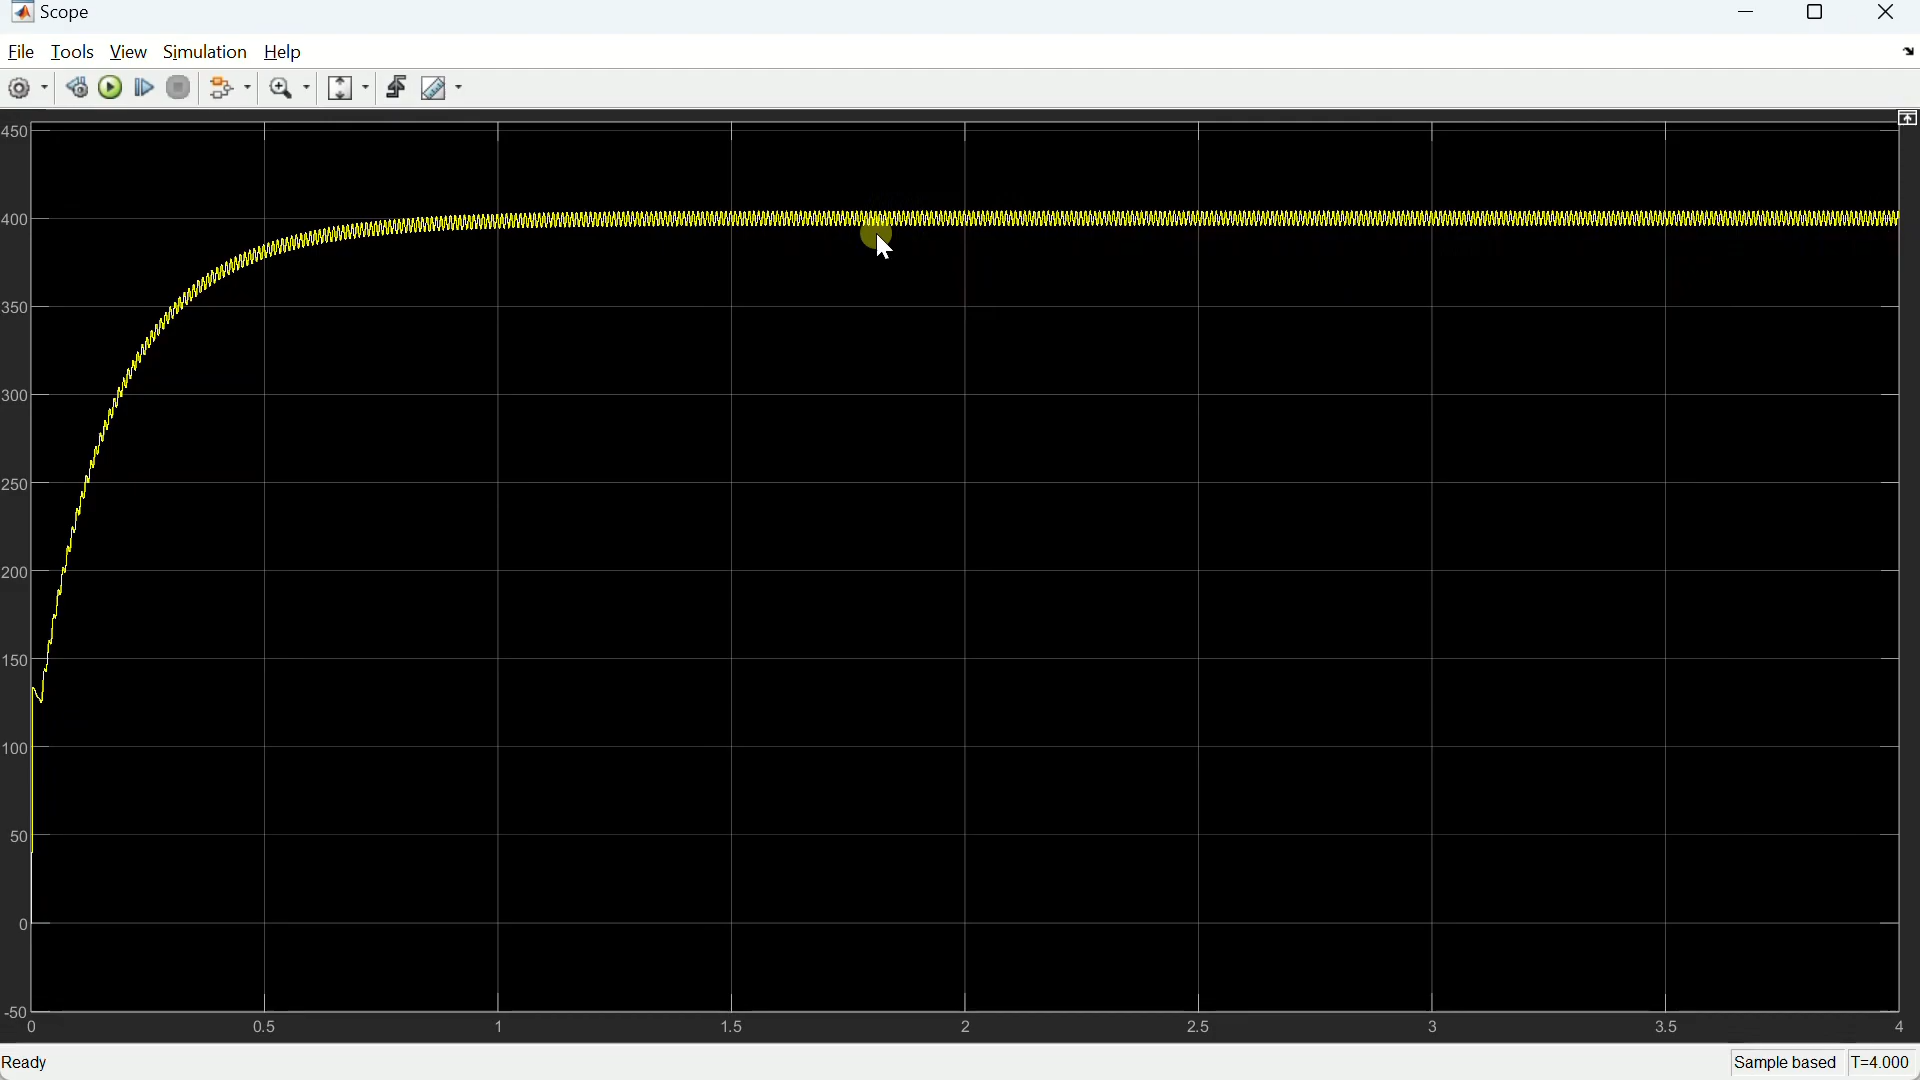 Scope
File Tools View Simulation Help
450
400
350
300
250
200
150
100
50
0
-50
0 0.5 1 1.5 2 2.5 3 3.5 4
Ready Sample based T=4.000